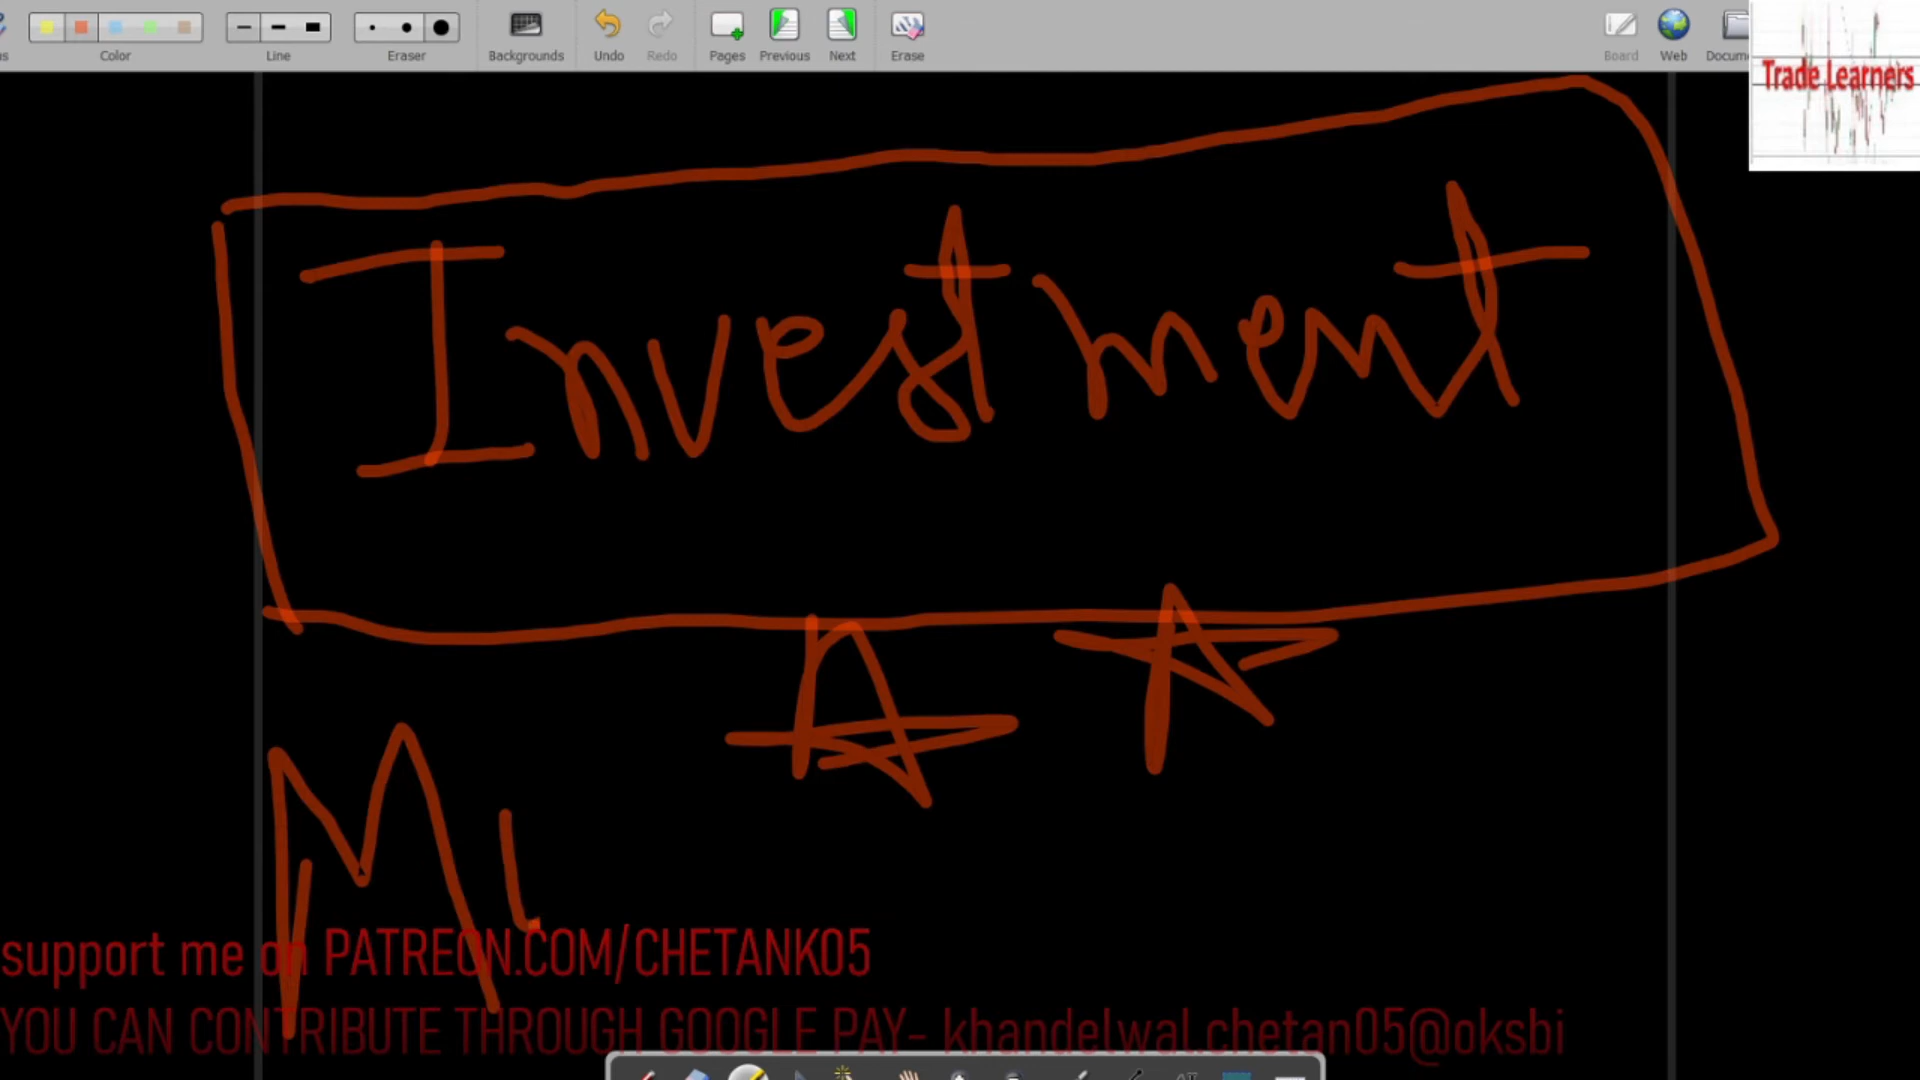 Color Line Eraser Backgrounds Undo Redo Pages Previous Next Erase Board Web Docum
Trade Learners
Investment
support me on PATREON.COM/CHETANK05
YOU CAN CONTRIBUTE THROUGH GOOGLE PAY- khandelwal.chetan05@oksbi